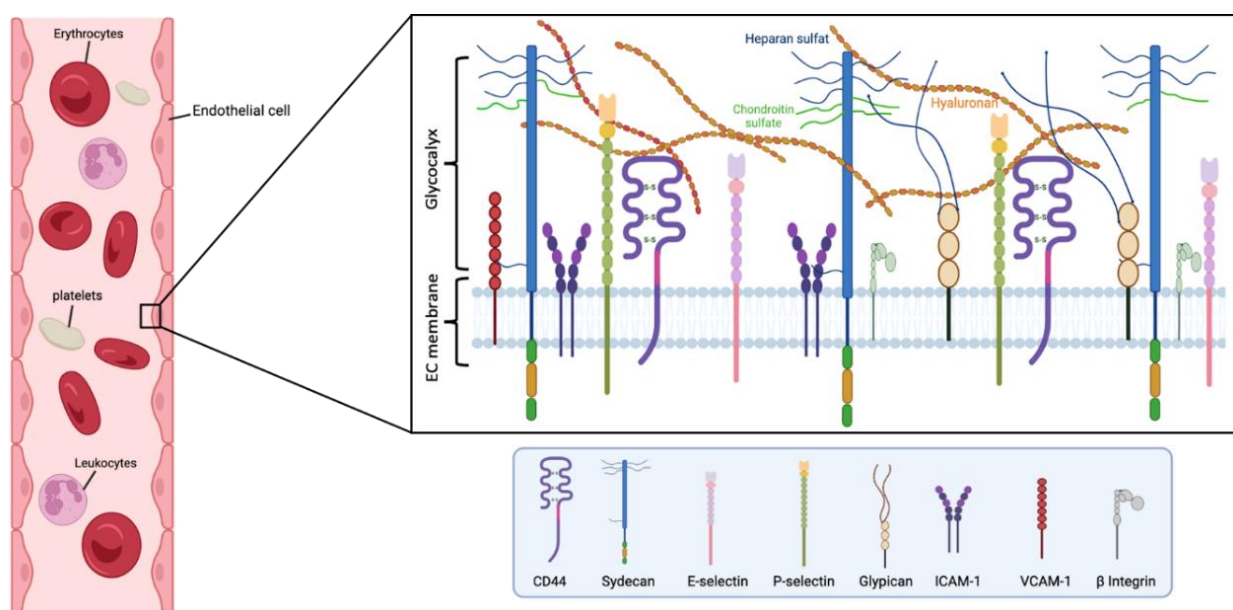 Erythrocytes
Endothelial cell
platelets
Leukocytes
Glycocalyx
EC membrane
Heparan sulfat
Chondroitin
sulfate
Hyaluronan
S-S
S-S
S-S
S-S
S-S
S-S
CD44
Sydecan
E-selectin
P-selectin
Glypican
ICAM-1
VCAM-1
β Integrin